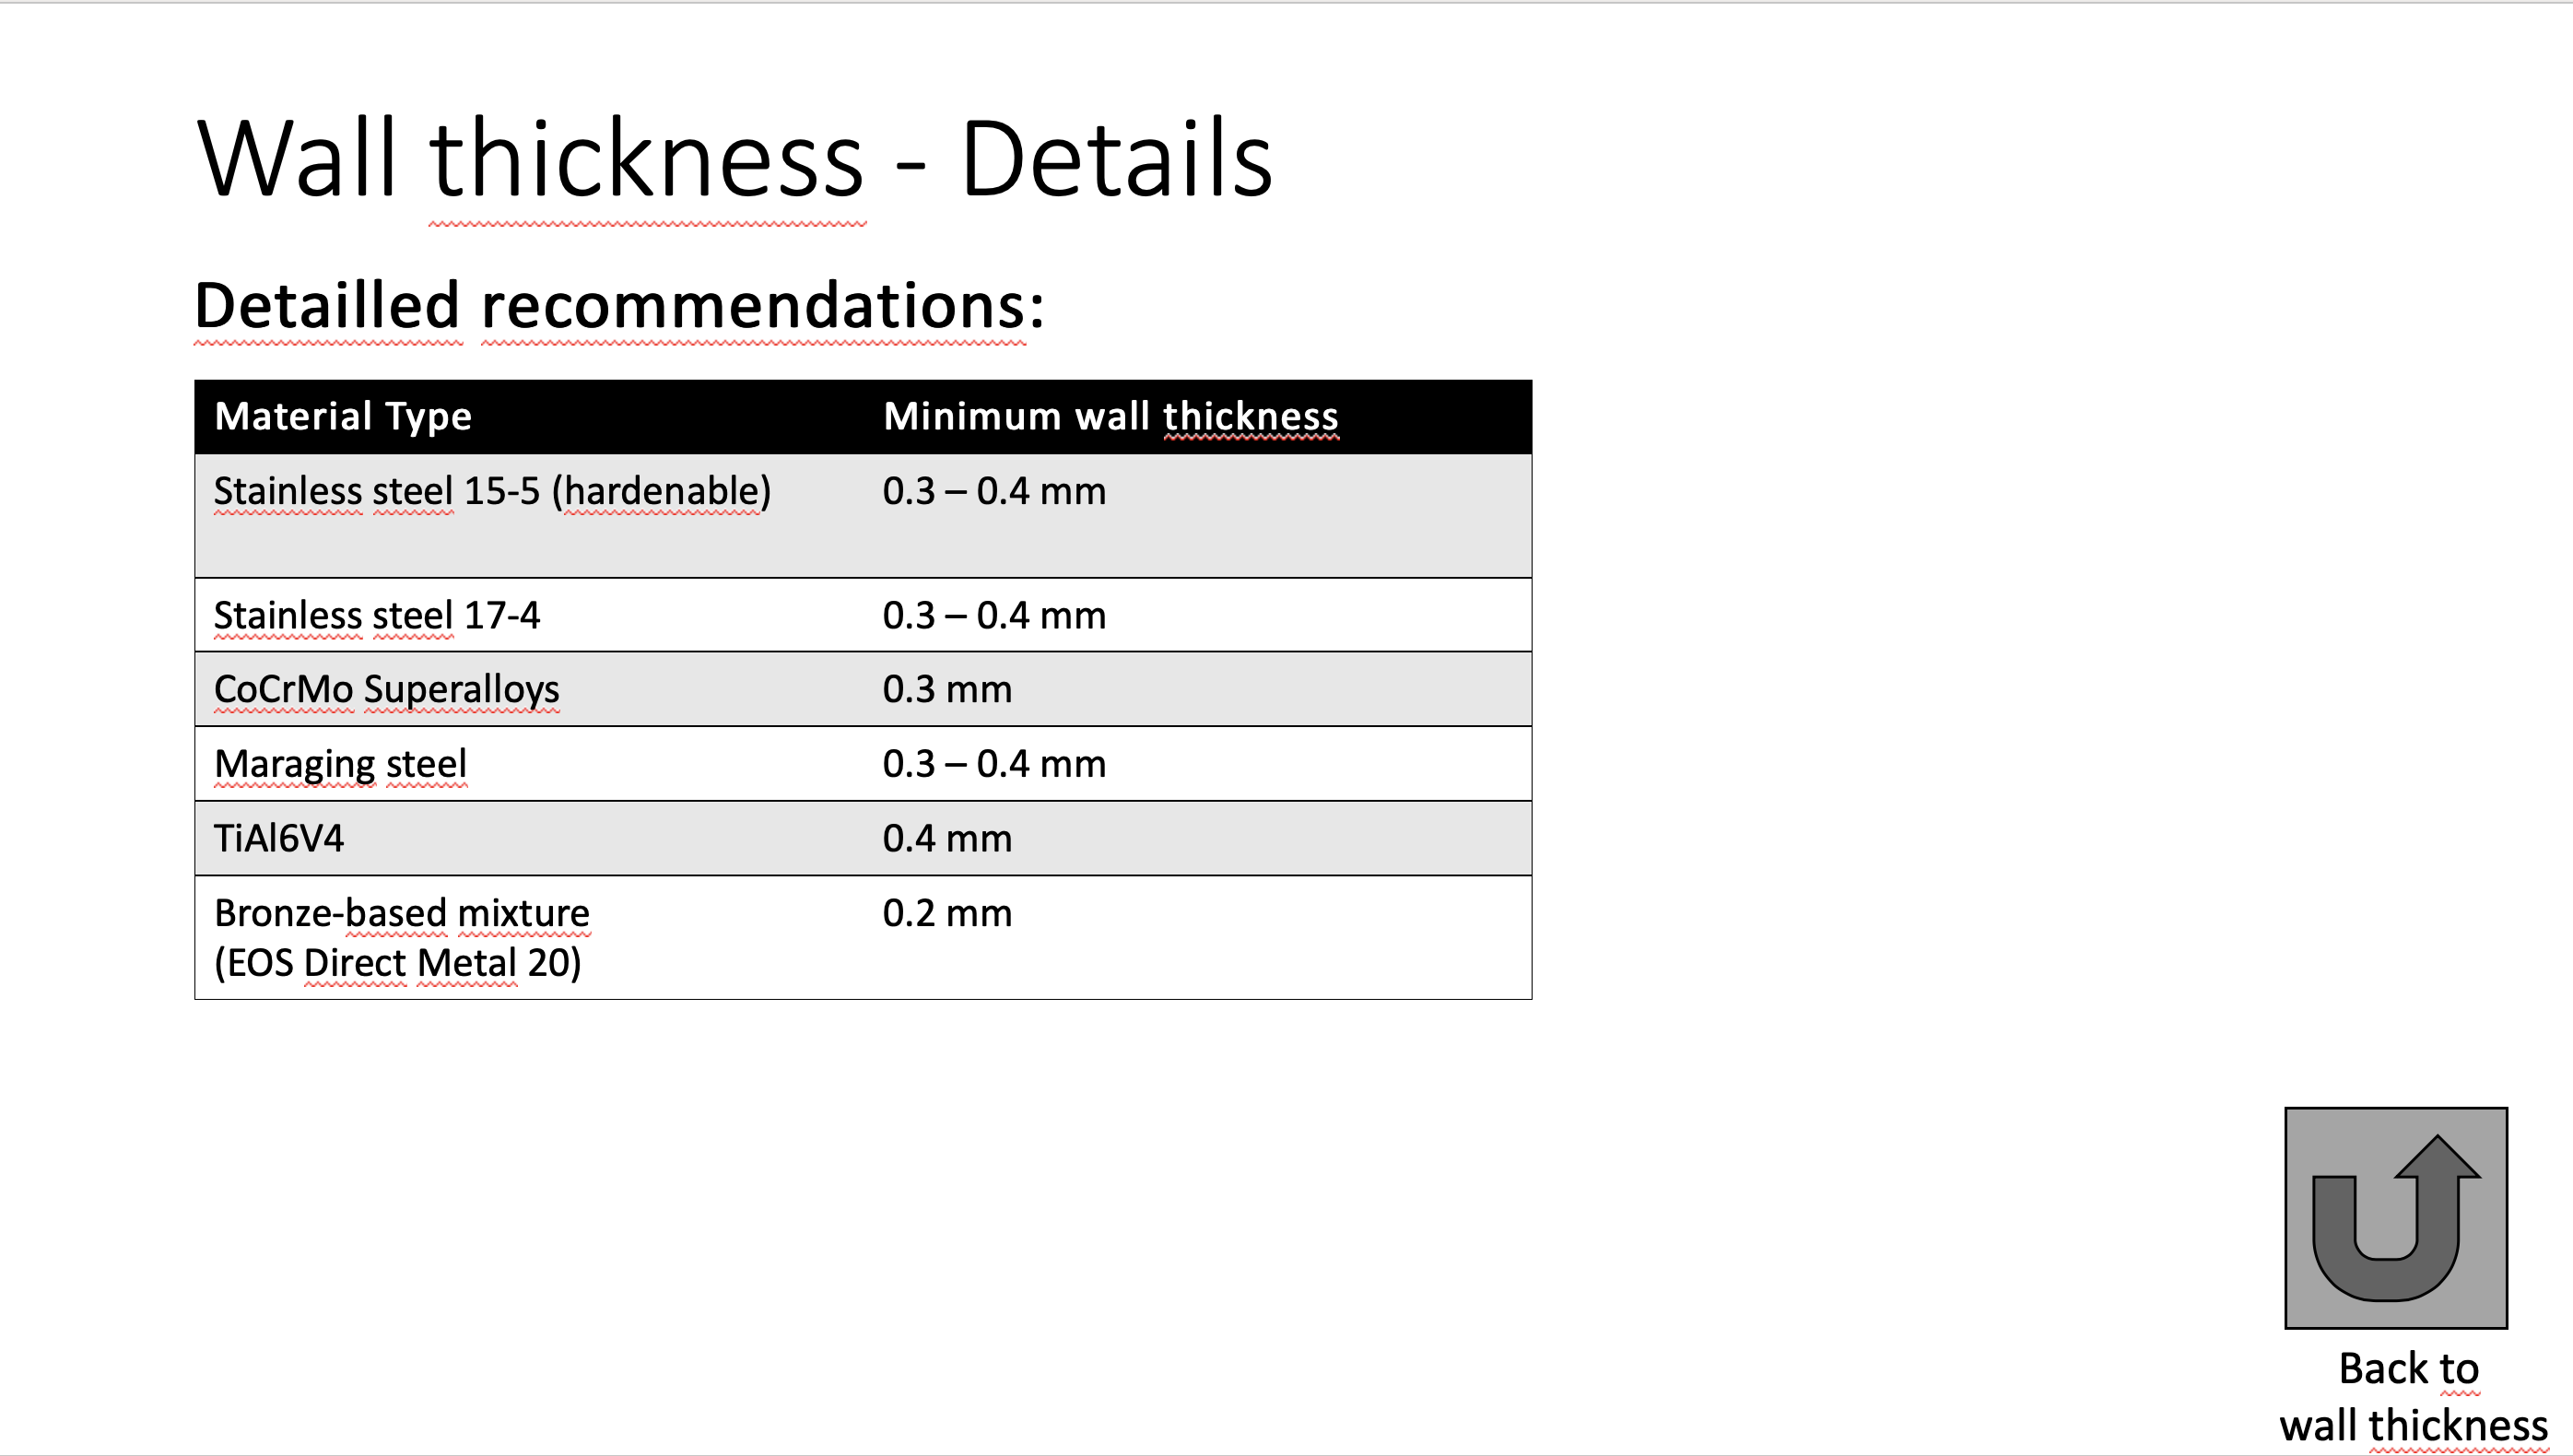 Wall thickness - Details
Detailled recommendations:
Material Type Minimum wall thickness
Stainless steel 15-5 (hardenable) 0.3 – 0.4 mm
Stainless steel 17-4 0.3 – 0.4 mm
CoCrMo Superalloys 0.3 mm
Maraging steel 0.3 – 0.4 mm
TiAl6V4 0.4 mm
Bronze-based mixture 0.2 mm
(EOS Direct Metal 20)
Back to
wall thickness